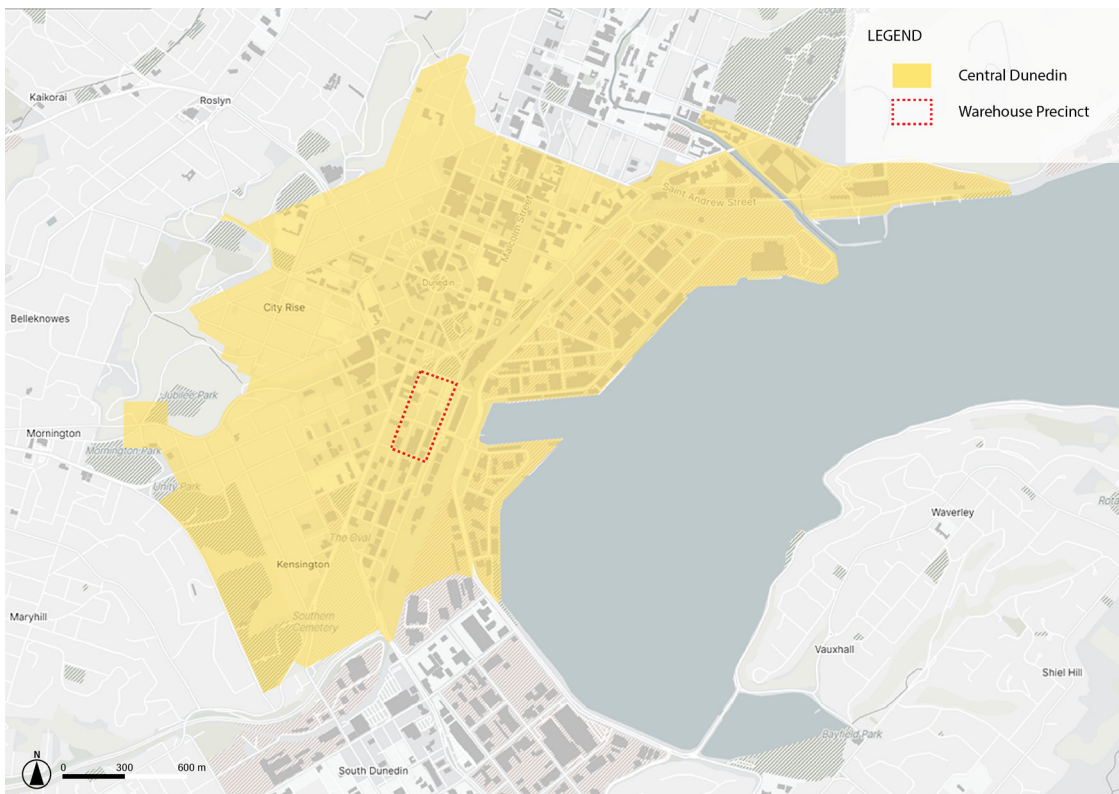 LEGEND
Central Dunedin
Warehouse Precinct
Kaikorai
Roslyn
Saint Andrew Street
Malcolm Street
Dunedin
City Rise
Belleknowes
Jubilee Park
Mornington
Mornington Park
Unity Park
Waverley
The Oval
Kensington
Maryhill
Southern
Cemetery
Vauxhall
Shiel Hill
Bayfield Park
South Dunedin
N
0 300 600 m